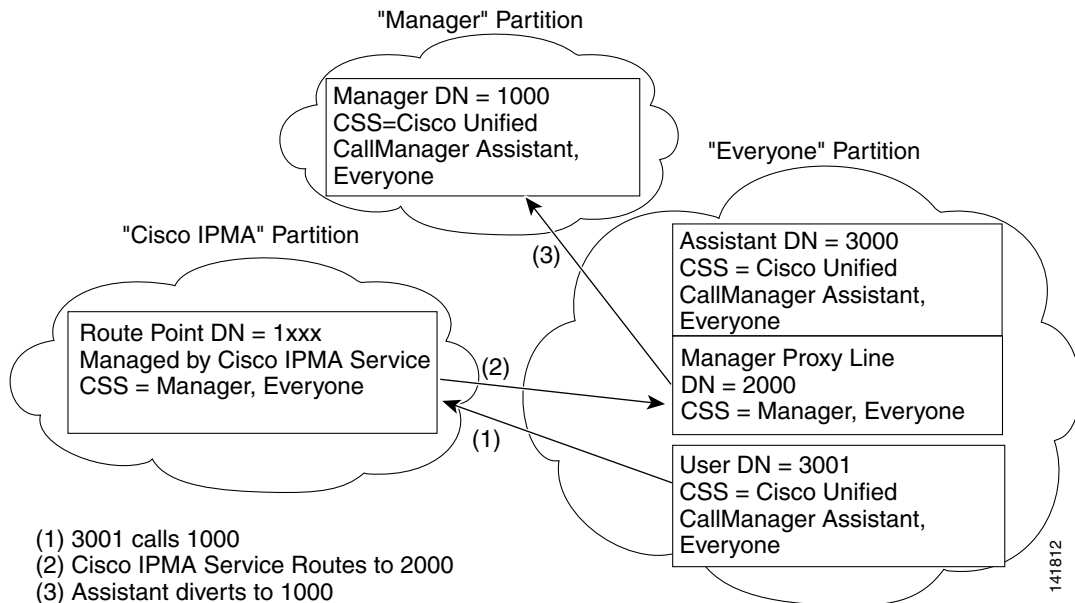 "Manager" Partition
Manager DN = 1000
CSS=Cisco Unified
CallManager Assistant,
Everyone
"Everyone" Partition
"Cisco IPMA" Partition
(3)
Assistant DN = 3000
CSS = Cisco Unified
CallManager Assistant,
Everyone
Route Point DN = 1xxx
Managed by Cisco IPMA Service
CSS = Manager, Everyone
(2)
Manager Proxy Line
DN = 2000
CSS = Manager, Everyone
(1)
User DN = 3001
CSS = Cisco Unified
CallManager Assistant,
Everyone
(1) 3001 calls 1000
(2) Cisco IPMA Service Routes to 2000
(3) Assistant diverts to 1000
141812